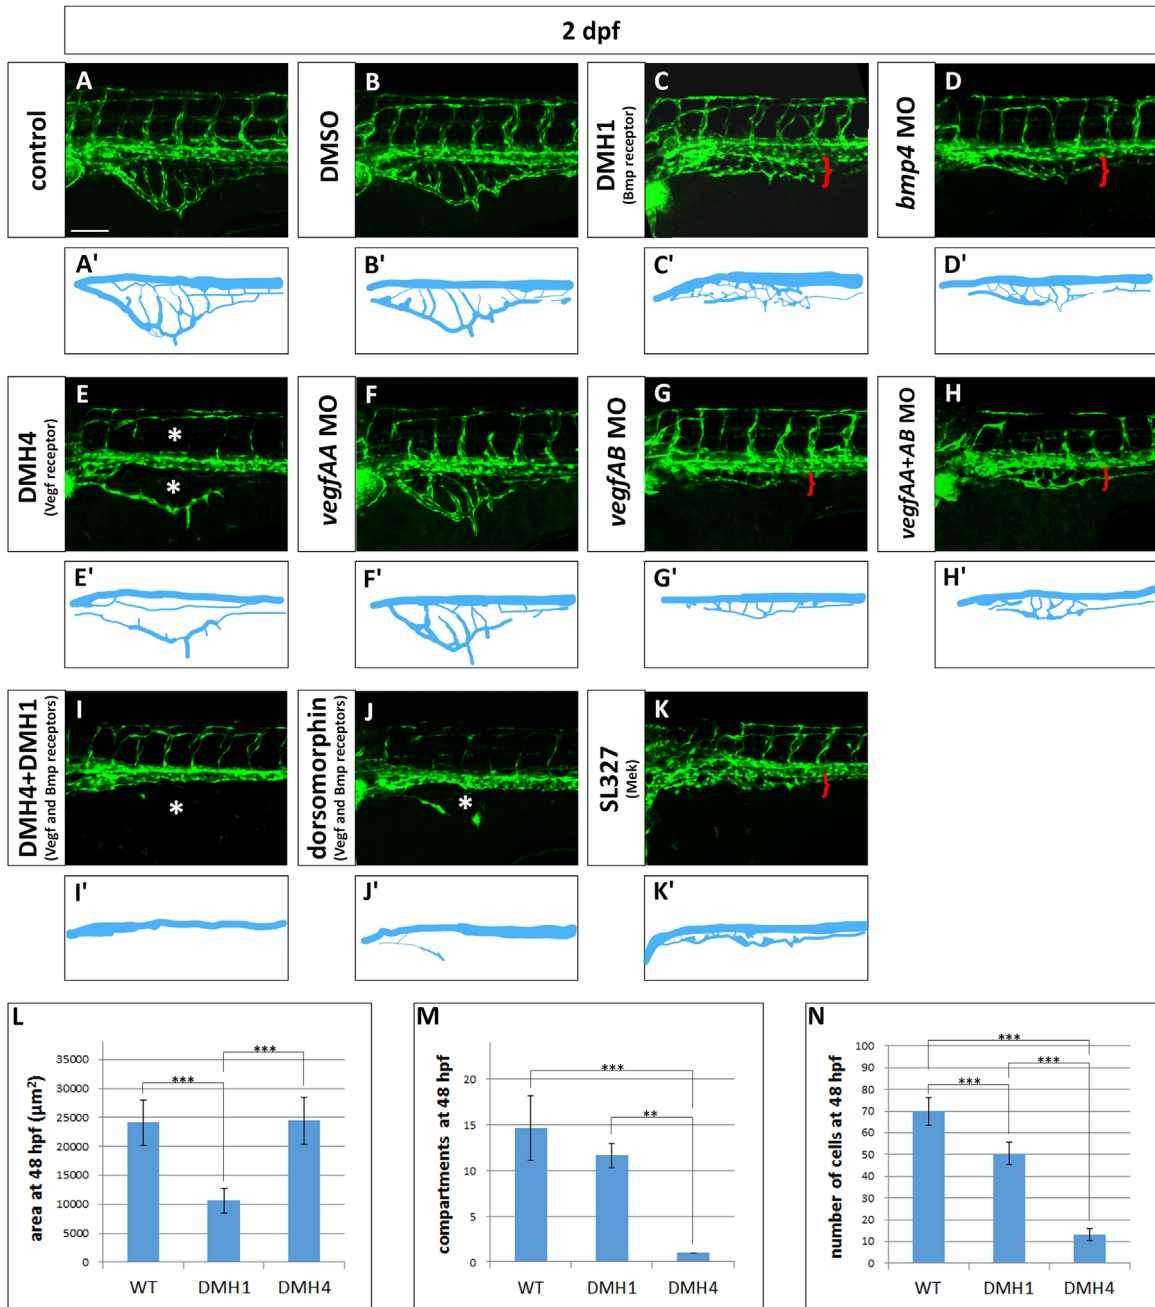 2 dpf
control
A
DMSO
B
DMH1
(Bmp receptor)
C
}
bmp4 MO
D
}
A'
B'
C'
D'
DMH4
(Vegf receptor)
E
*
*
vegfAA MO
F
vegfAB MO
G
}
vegfAA+AB MO
H
}
E'
F'
G'
H'
DMH4+DMH1
(Vegf and Bmp receptors)
I
*
dorsomorphin
(Vegf and Bmp receptors)
J
*
SL327
(Mek)
K
}
I'
J'
K'
L
area at 48 hpf (µm²)
35000
30000
25000
20000
15000
10000
5000
0
***
***
WT DMH1 DMH4
M
compartments at 48 hpf
20
15
10
5
0
***
**
WT DMH1 DMH4
N
number of cells at 48 hpf
100
90
80
70
60
50
40
30
20
10
0
***
***
***
WT DMH1 DMH4